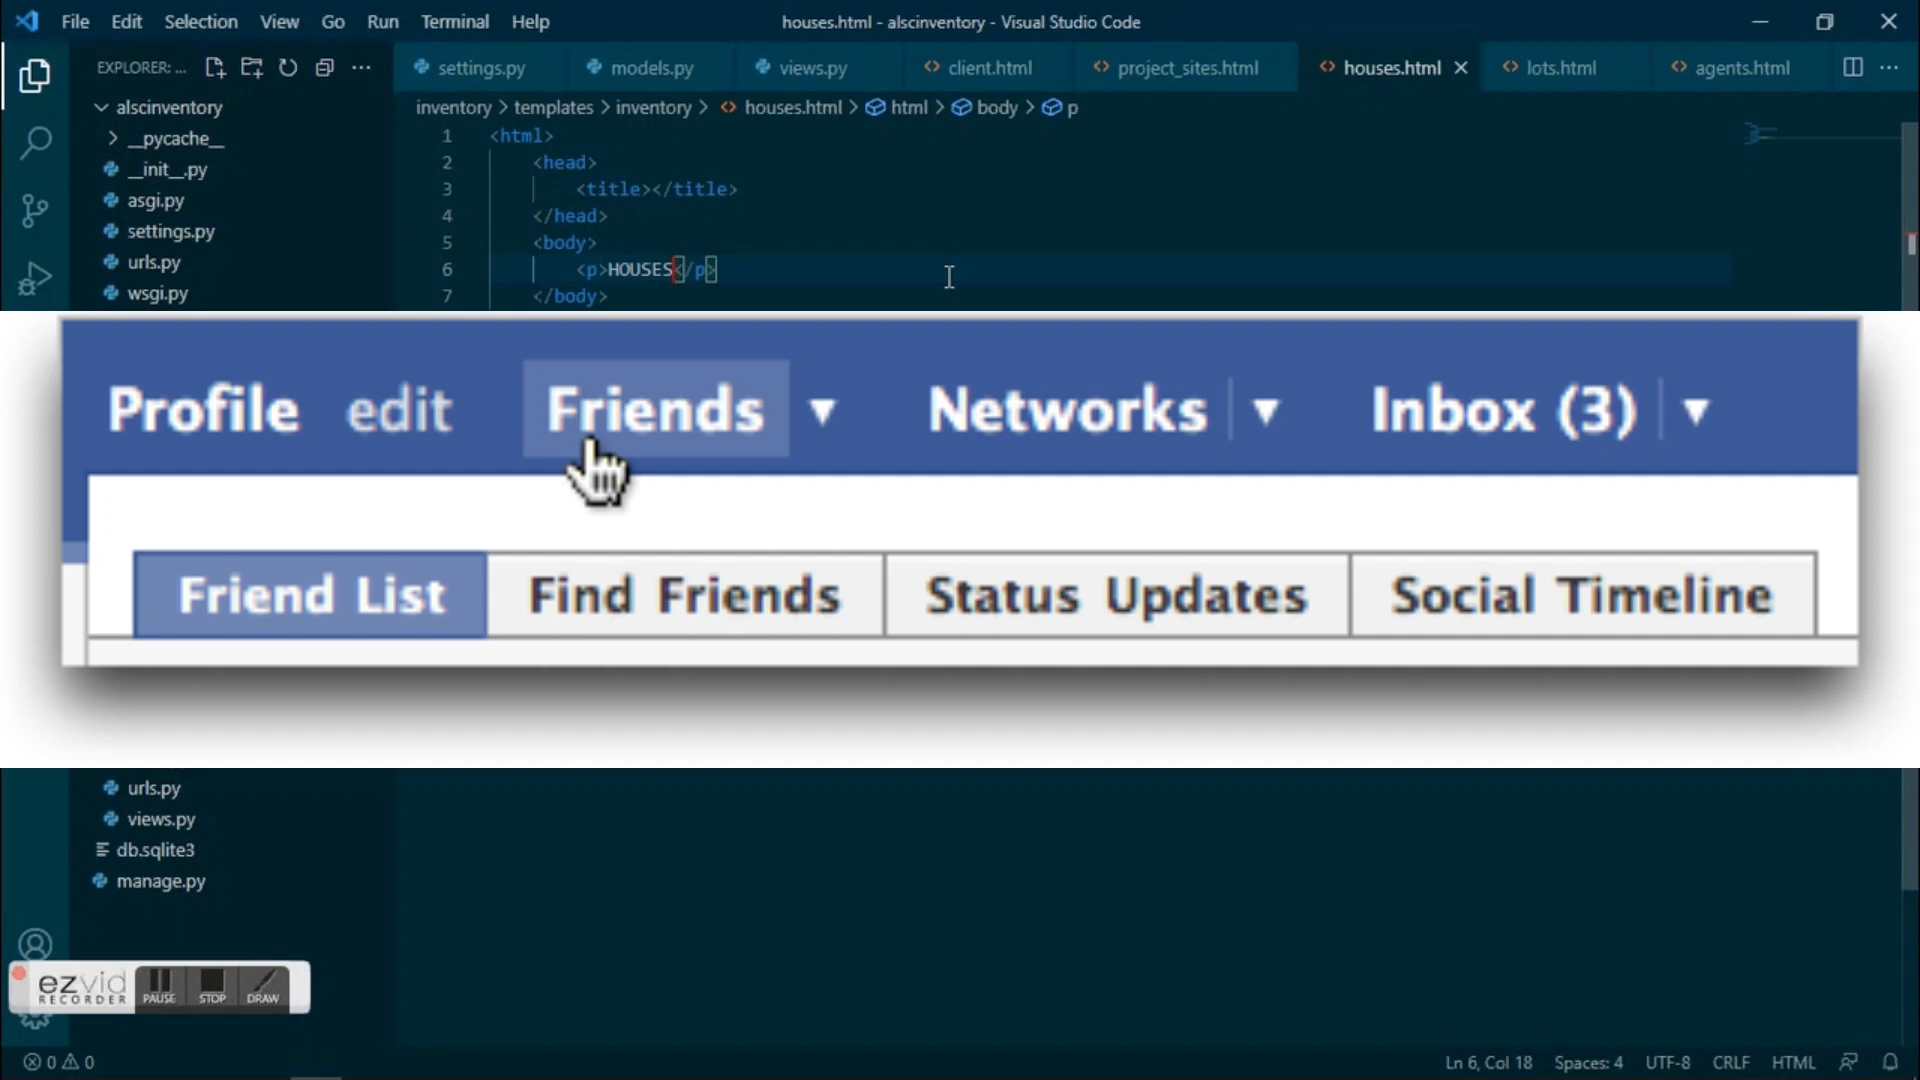 File Edit Selection View Go Run Terminal Help houses.html - alscinventory - Visual Studio Code
EXPLORER: ... settings.py models.py views.py client.html project_sites.html houses.html lots.html agents.html
alscinventory
inventory > templates > inventory > houses.html > html > body > p
__pycache__
__init__.py
asgi.py
settings.py
urls.py
wsgi.py
1 <html>
2 <head>
3 <title></title>
4 </head>
5 <body>
6 <p>HOUSES</p>
7 </body>
Profile edit Friends Networks Inbox (3)
Friend List Find Friends Status Updates Social Timeline
urls.py
views.py
db.sqlite3
manage.py
ezvid
RECORDER PAUSE STOP DRAW
0 0 Ln 6, Col 18 Spaces: 4 UTF-8 CRLF HTML